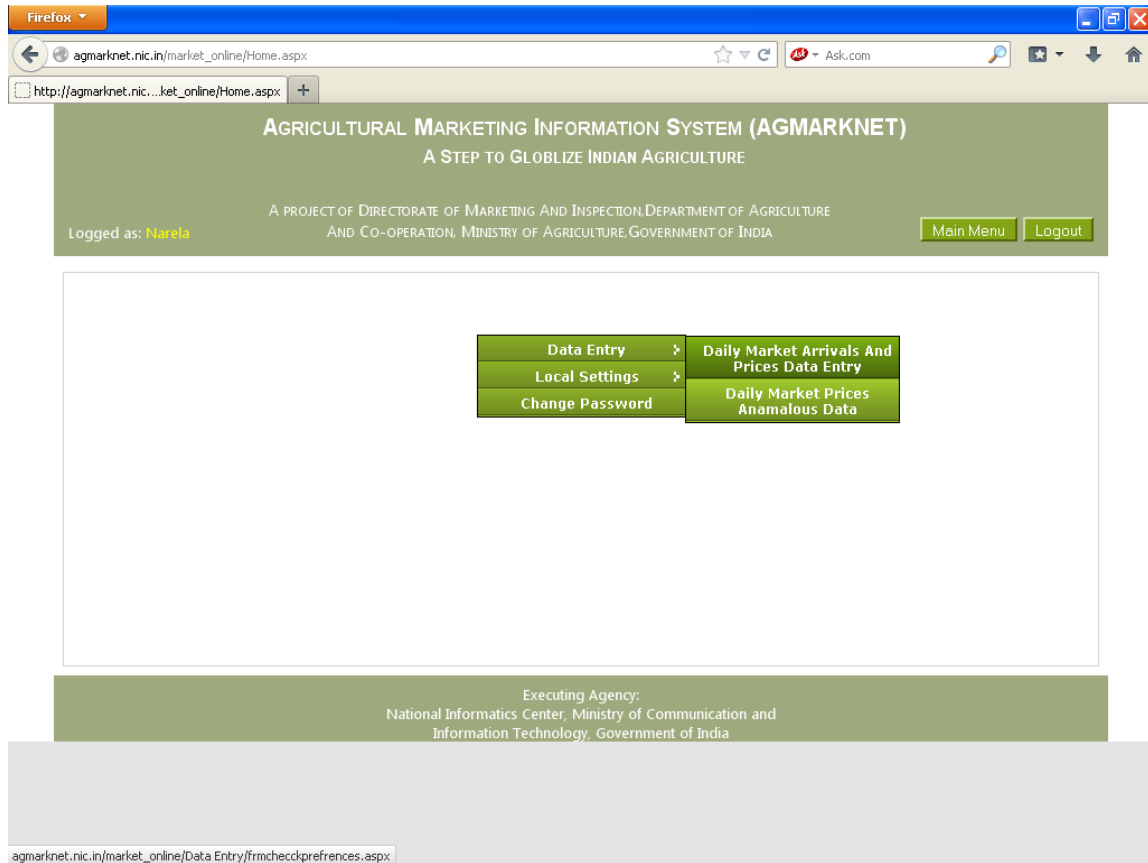 Firefox
agmarknet.nic.in/market_online/Home.aspx
Ask.com
http://agmarknet.nic....ket_online/Home.aspx
AGRICULTURAL MARKETING INFORMATION SYSTEM (AGMARKNET)
A STEP TO GLOBLIZE INDIAN AGRICULTURE
A PROJECT OF DIRECTORATE OF MARKETING AND INSPECTION,DEPARTMENT OF AGRICULTURE
AND CO-OPERATION, MINISTRY OF AGRICULTURE,GOVERNMENT OF INDIA
Logged as: Narela
Main Menu
Logout
Data Entry
Local Settings
Change Password
Daily Market Arrivals And
Prices Data Entry
Daily Market Prices
Anamalous Data
Executing Agency:
National Informatics Center, Ministry of Communication and
Information Technology, Government of India
agmarknet.nic.in/market_online/Data Entry/frmchecckprefrences.aspx